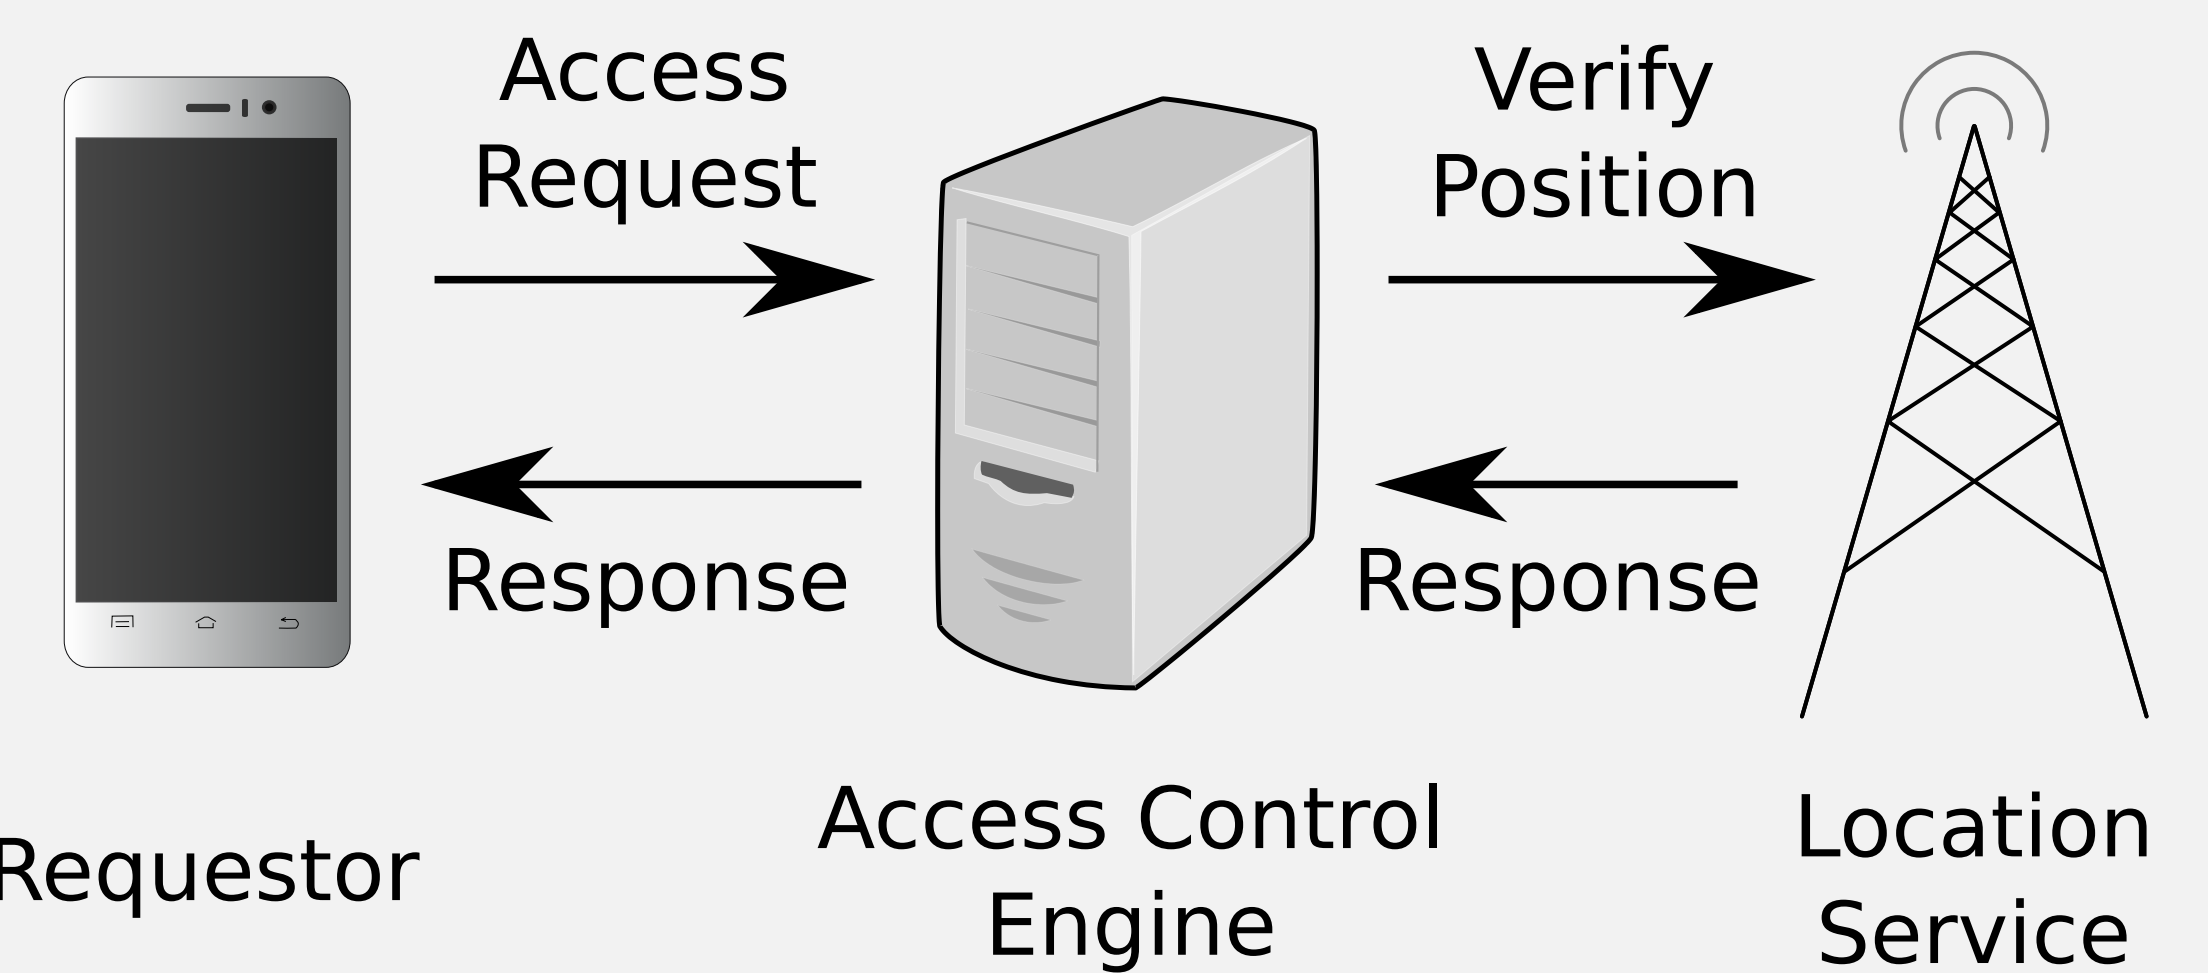 Access
Request
Verify
Position
Response
Response
Requestor
Access Control
Engine
Location
Service